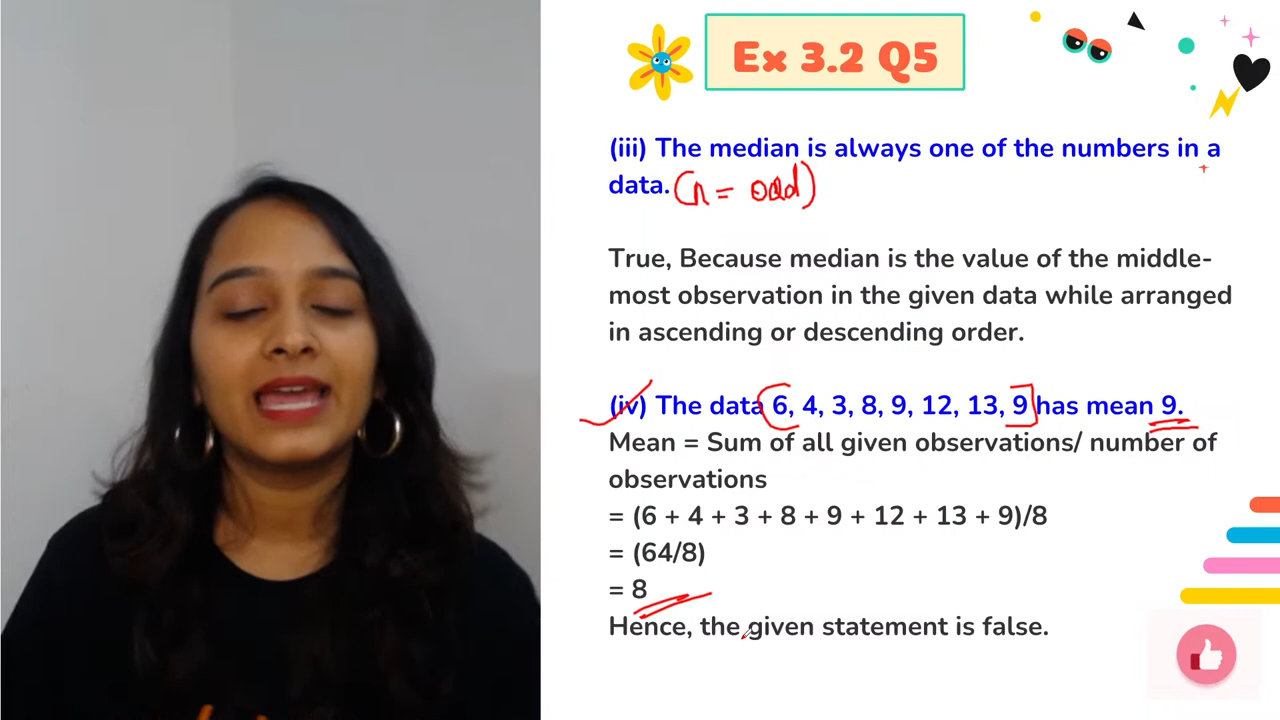 Ex 3.2 Q5
(iii) The median is always one of the numbers in a
data. (n = odd)
True, Because median is the value of the middle-
most observation in the given data while arranged
in ascending or descending order.
(iv) The data 6, 4, 3, 8, 9, 12, 13, 9 has mean 9.
Mean = Sum of all given observations/ number of
observations
= (6 + 4 + 3 + 8 + 9 + 12 + 13 + 9)/8
= (64/8)
= 8
Hence, the given statement is false.